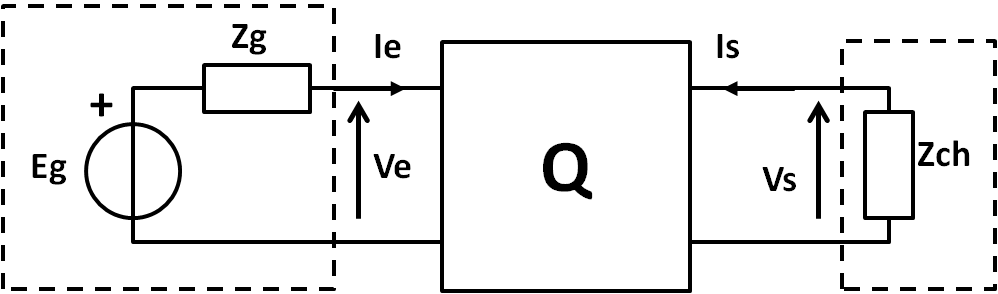 Zg
Ie
Is
+
Eg
Ve
Q
Vs
Zch